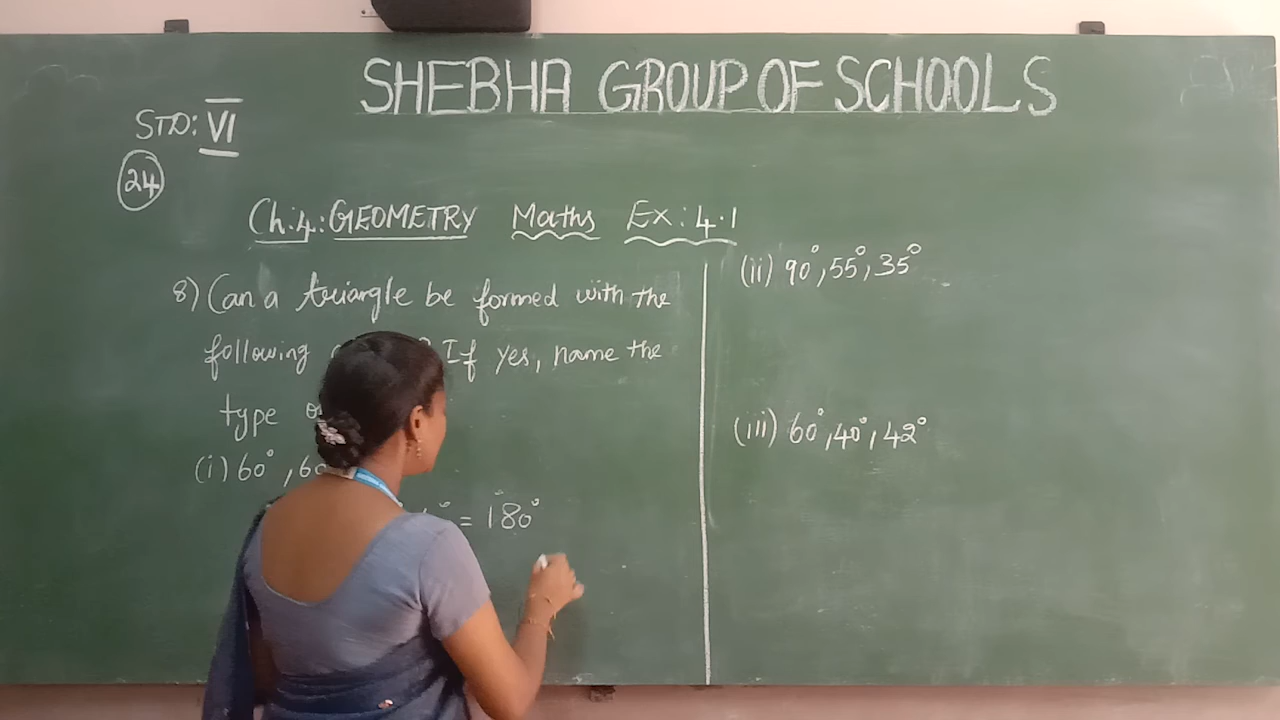 SHEBHA GROUP OF SCHOOLS
STD: VI
24
Ch:4: GEOMETRY Maths Ex: 4.1
8) Can a triangle be formed with the
following If yes, name the
type
(i) 60°, 60
= 180°
(ii) 90°, 55°, 35°
(iii) 60°, 40°, 42°